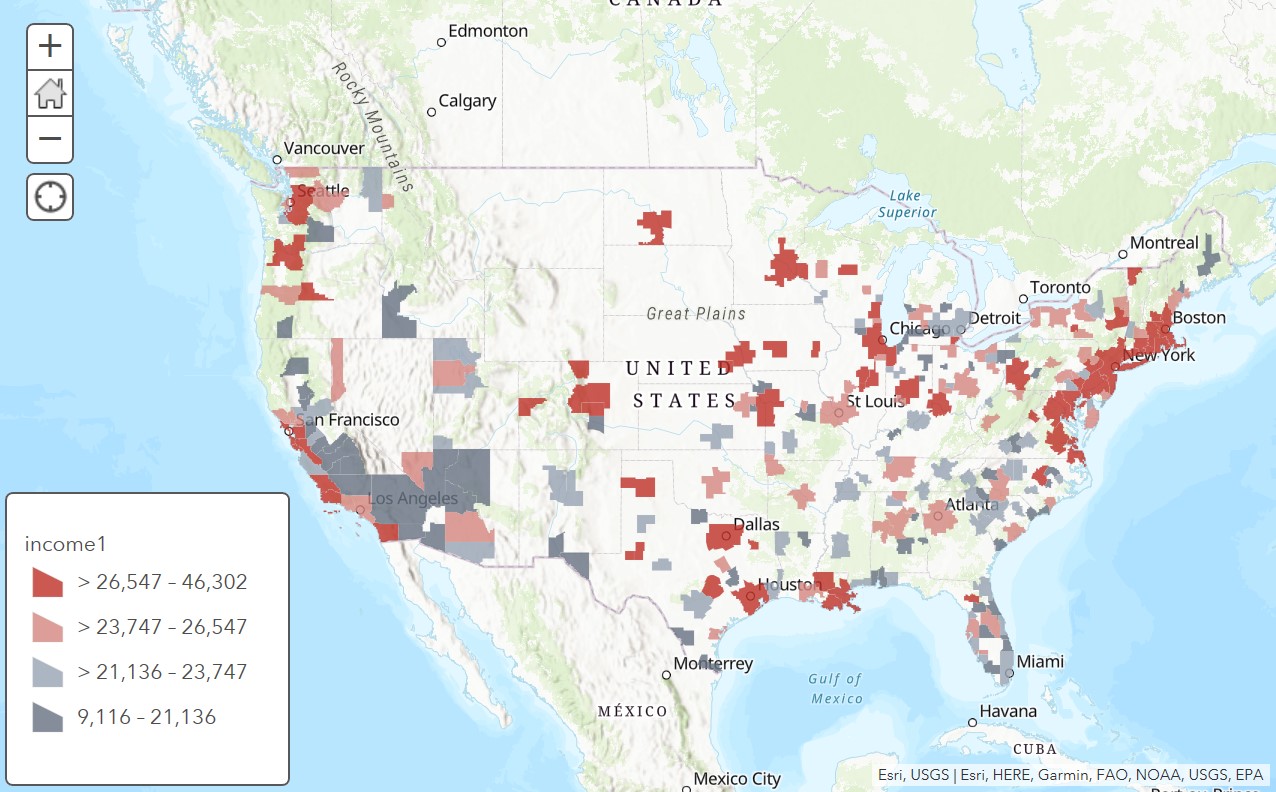 CANADA
Edmonton
Rocky Mountains
Calgary
Vancouver
Seattle
Lake
Superior
Montreal
Toronto
Great Plains
Chicago
Detroit
Boston
New York
UNITED
STATES
St Louis
San Francisco
Los Angeles
Atlanta
Dallas
Houston
Monterrey
Miami
Gulf of
Mexico
MÉXICO
Havana
CUBA
Mexico City
income1
> 26,547 – 46,302
> 23,747 – 26,547
> 21,136 – 23,747
9,116 – 21,136
Esri, USGS | Esri, HERE, Garmin, FAO, NOAA, USGS, EPA